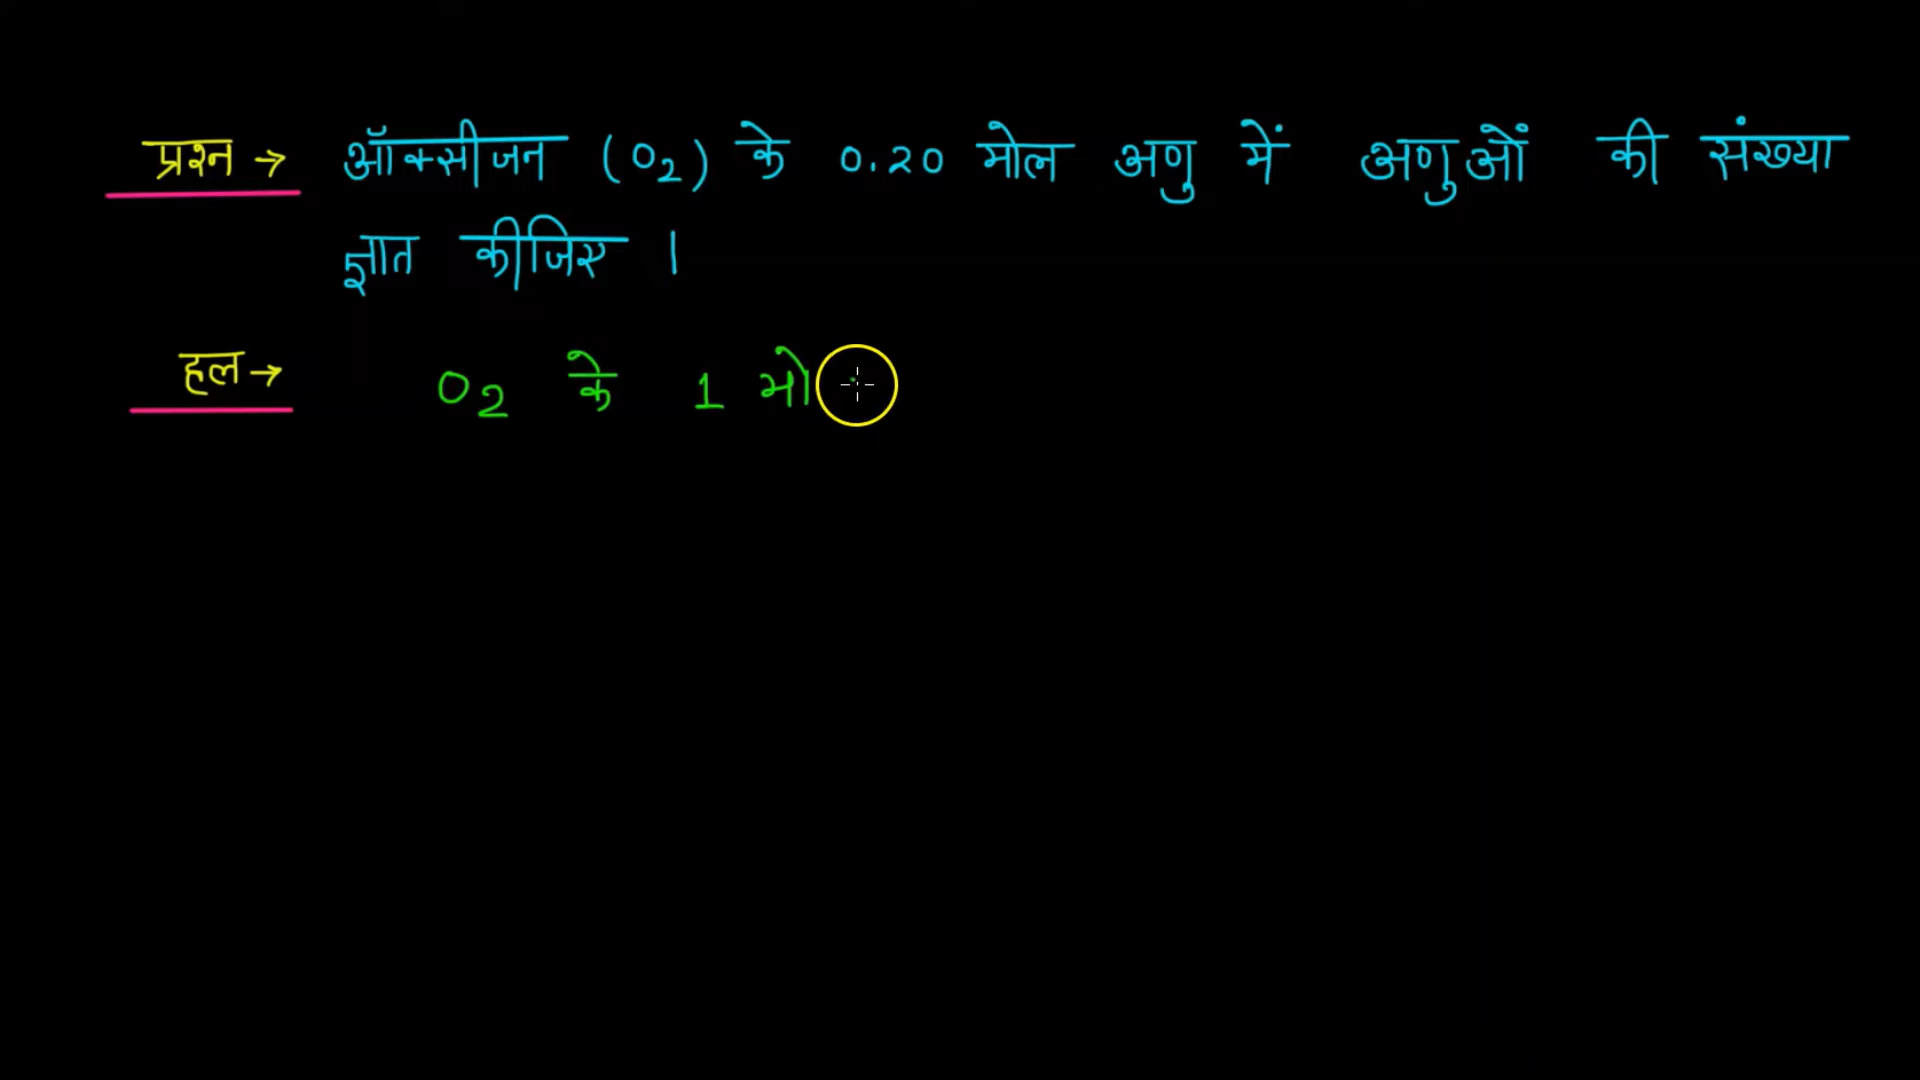 प्रश्न → ऑक्सीजन (O₂) के 0.20 मोल अणु में अणुओं की संख्या
ज्ञात कीजिए ।
हल → O₂ के 1 मो